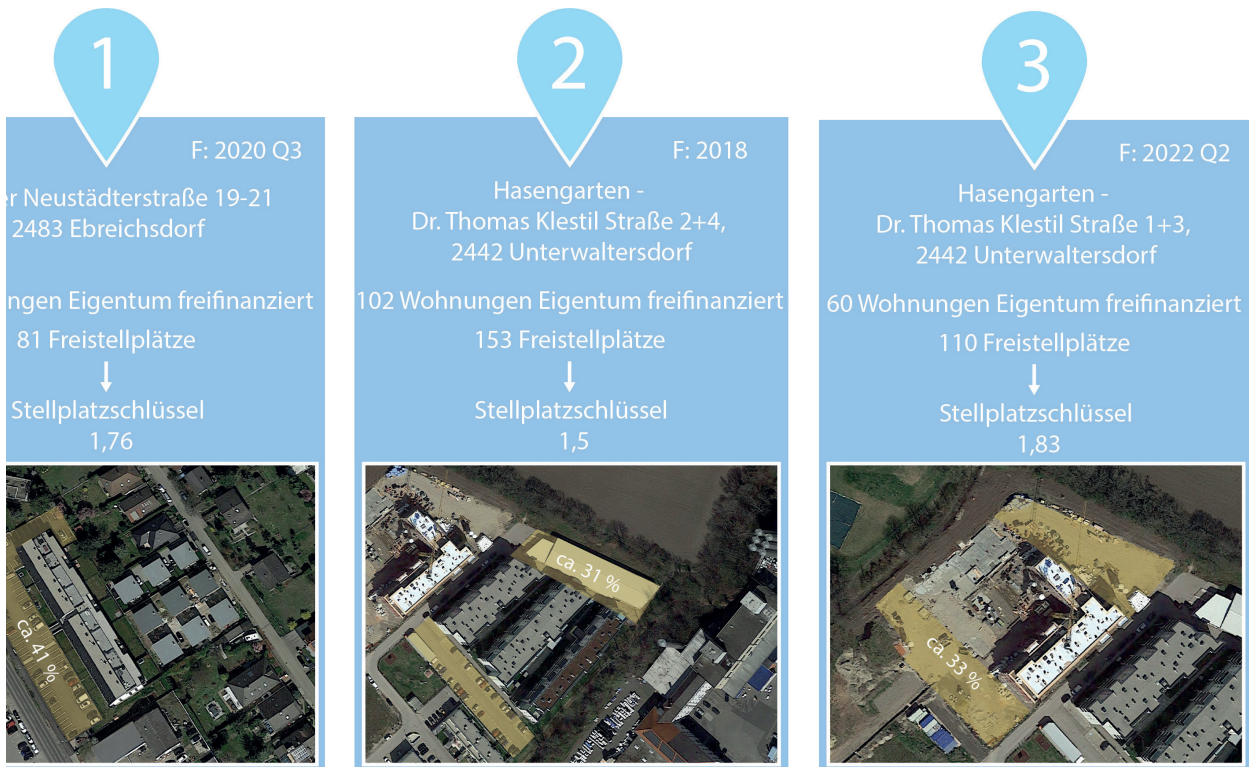 1
F: 2020 Q3
er Neustädterstraße 19-21
2483 Ebreichsdorf
ngen Eigentum freifinanziert
81 Freistellplätze
Stellplatzschlüssel
1,76
ca. 41 %
2
F: 2018
Hasengarten -
Dr. Thomas Klestil Straße 2+4,
2442 Unterwaltersdorf
102 Wohnungen Eigentum freifinanziert
153 Freistellplätze
Stellplatzschlüssel
1,5
ca. 31 %
3
F: 2022 Q2
Hasengarten -
Dr. Thomas Klestil Straße 1+3,
2442 Unterwaltersdorf
60 Wohnungen Eigentum freifinanziert
110 Freistellplätze
Stellplatzschlüssel
1,83
ca. 33 %